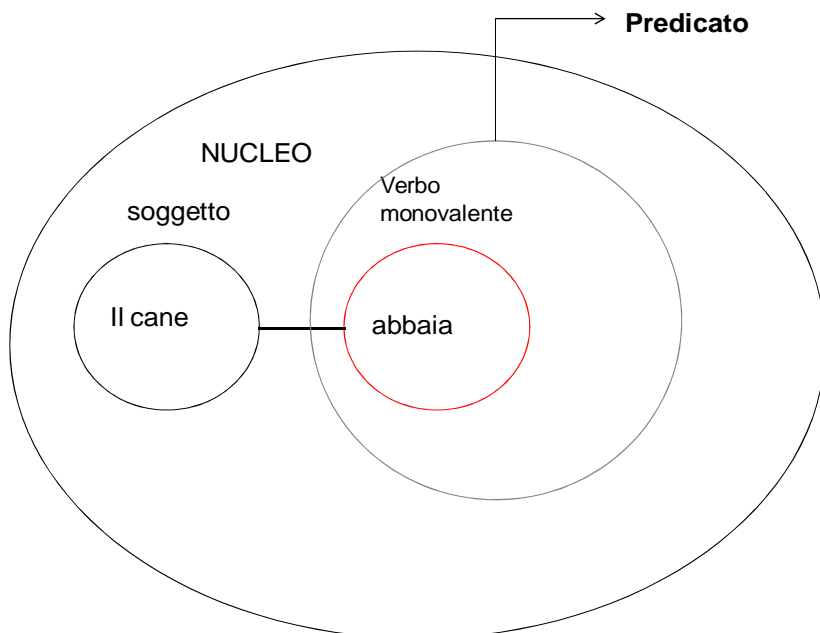 Predicato
NUCLEO
Verbo
monovalente
soggetto
Il cane
abbaia